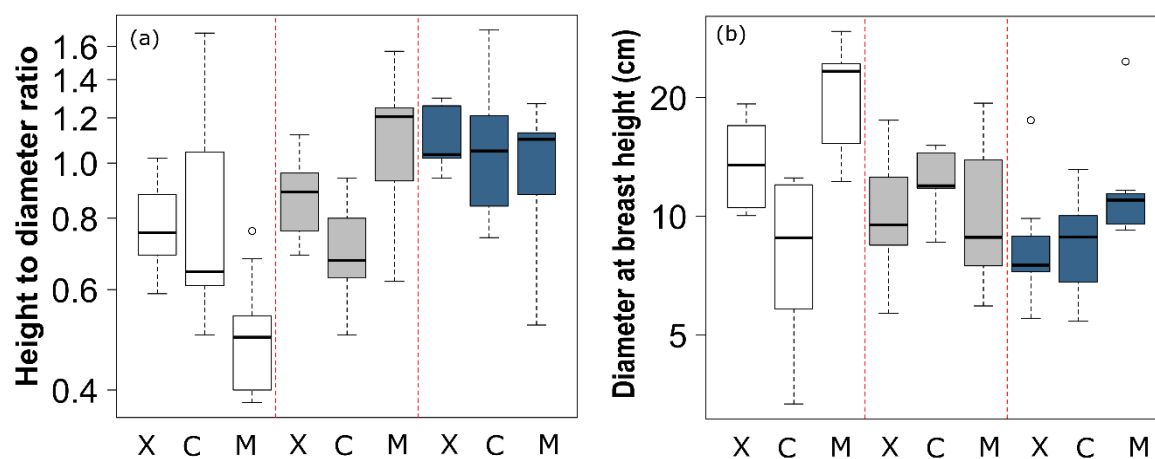 Height to diameter ratio
(a)
1.6
1.4
1.2
1.0
0.8
0.6
0.4
X C M X C M X C M
Diameter at breast height (cm)
(b)
20
10
5
X C M X C M X C M